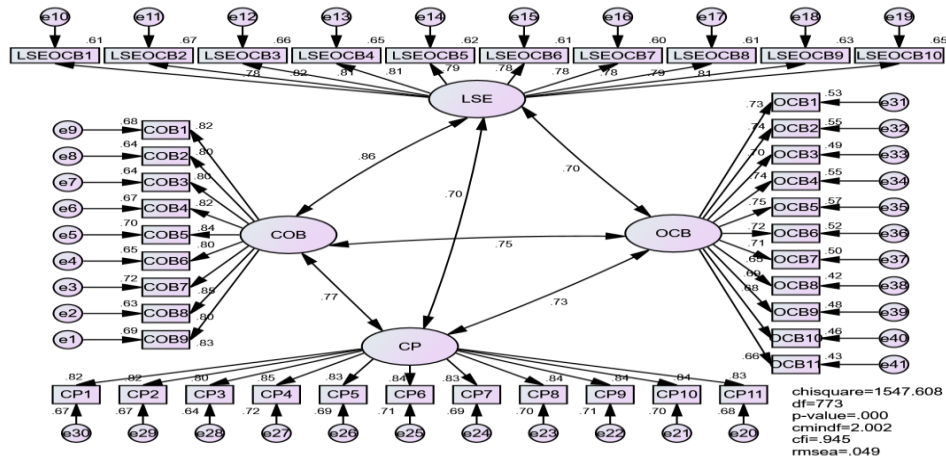 e10 e11 e12 e13 e14 e15 e16 e17 e18 e19
.61 .67 .66 .65 .62 .61 .60 .61 .63 .65
LSEOCB1 LSEOCB2 LSEOCB3 LSEOCB4 LSEOCB5 LSEOCB6 LSEOCB7 LSEOCB8 LSEOCB9 LSEOCB10
.78 .82 .81 .81 .79 .78 .78 .78 .79 .81
LSE
e9 .68 COB1 .82
e8 .64 COB2 .80
e7 .64 COB3 .80
e6 .67 COB4 .82
e5 .70 COB5 .84
e4 .65 COB6 .80
e3 .72 COB7 .85
e2 .63 COB8 .80
e1 .69 COB9 .83
COB
.86
.70
.70
.75
.77
.73
OCB
.73 OCB1 .53 e31
.74 OCB2 .55 e32
.70 OCB3 .49 e33
.74 OCB4 .55 e34
.75 OCB5 .57 e35
.72 OCB6 .52 e36
.71 OCB7 .50 e37
.65 OCB8 .42 e38
.69 OCB9 .48 e39
.68 OCB10 .46 e40
.66 OCB11 .43 e41
CP
.82 .82 .80 .85 .83 .84 .83 .84 .84 .84 .83
CP1 CP2 CP3 CP4 CP5 CP6 CP7 CP8 CP9 CP10 CP11
.67 .67 .64 .72 .69 .71 .69 .70 .71 .70 .68
e30 e29 e28 e27 e26 e25 e24 e23 e22 e21 e20
chisquare=1547.608
df=773
p-value=.000
cmindf=2.002
cfi=.945
rmsea=.049